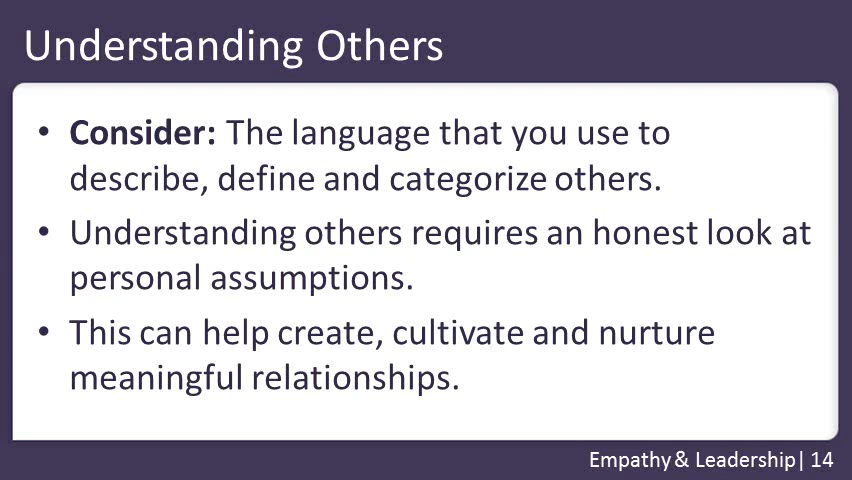 Understanding Others
• Consider: The language that you use to
describe, define and categorize others.
• Understanding others requires an honest look at
personal assumptions.
• This can help create, cultivate and nurture
meaningful relationships.
Empathy & Leadership| 14